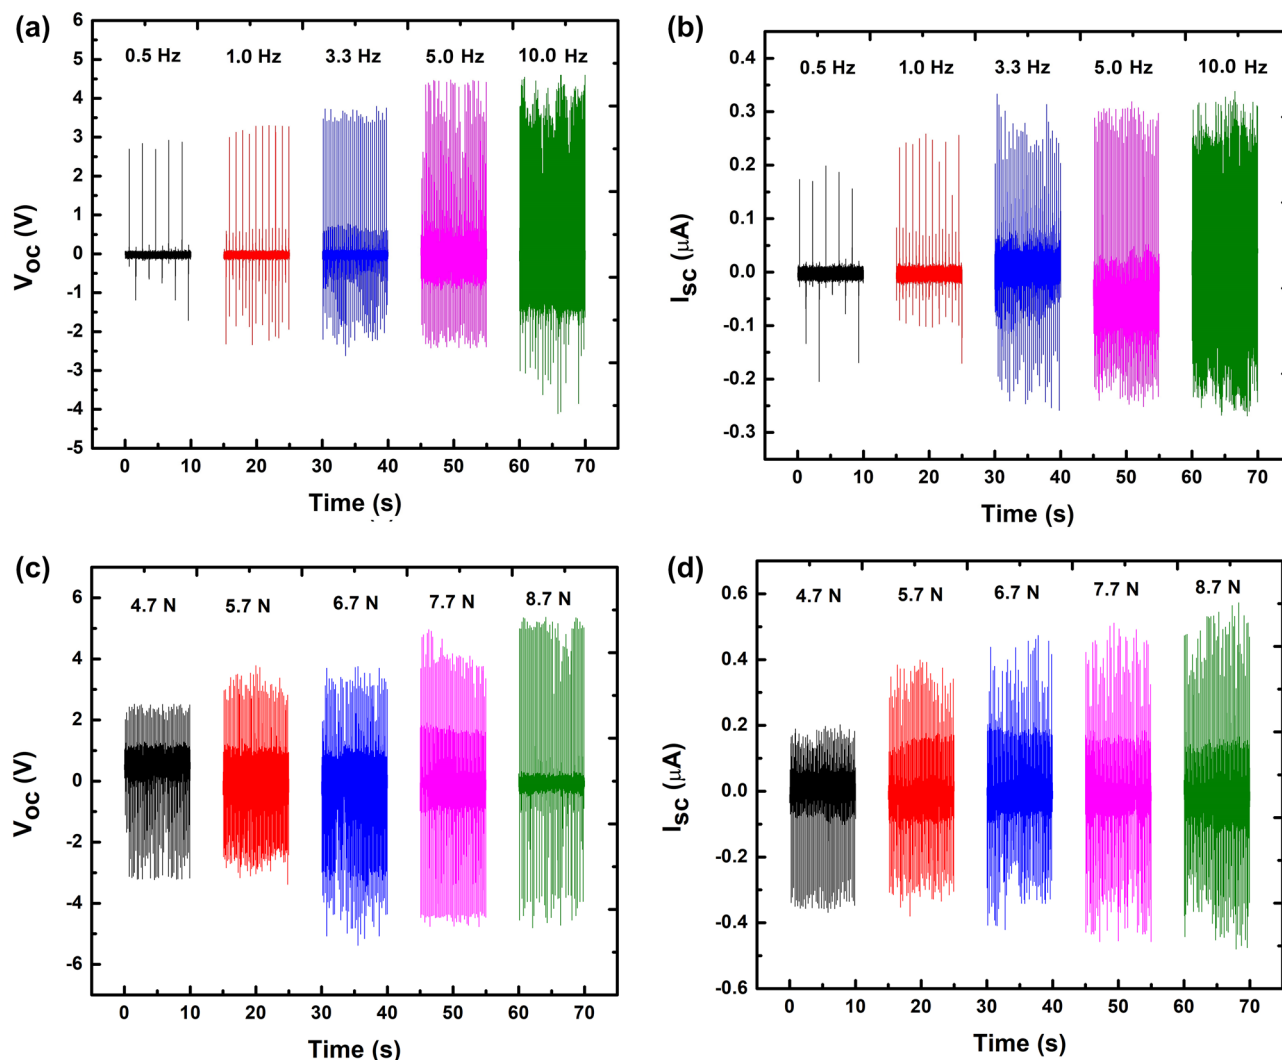 (a)
0.5 Hz 1.0 Hz 3.3 Hz 5.0 Hz 10.0 Hz
6
5
4
3
2
1
0
-1
-2
-3
-4
-5
Voc (V)
0 10 20 30 40 50 60 70
Time (s)
(b)
0.5 Hz 1.0 Hz 3.3 Hz 5.0 Hz 10.0 Hz
0.4
0.3
0.2
0.1
0.0
-0.1
-0.2
-0.3
Isc (μA)
0 10 20 30 40 50 60 70
Time (s)
(c)
4.7 N 5.7 N 6.7 N 7.7 N 8.7 N
6
4
2
0
-2
-4
-6
Voc (V)
0 10 20 30 40 50 60 70
Time (s)
(d)
4.7 N 5.7 N 6.7 N 7.7 N 8.7 N
0.6
0.4
0.2
0.0
-0.2
-0.4
-0.6
Isc (μA)
0 10 20 30 40 50 60 70
Time (s)